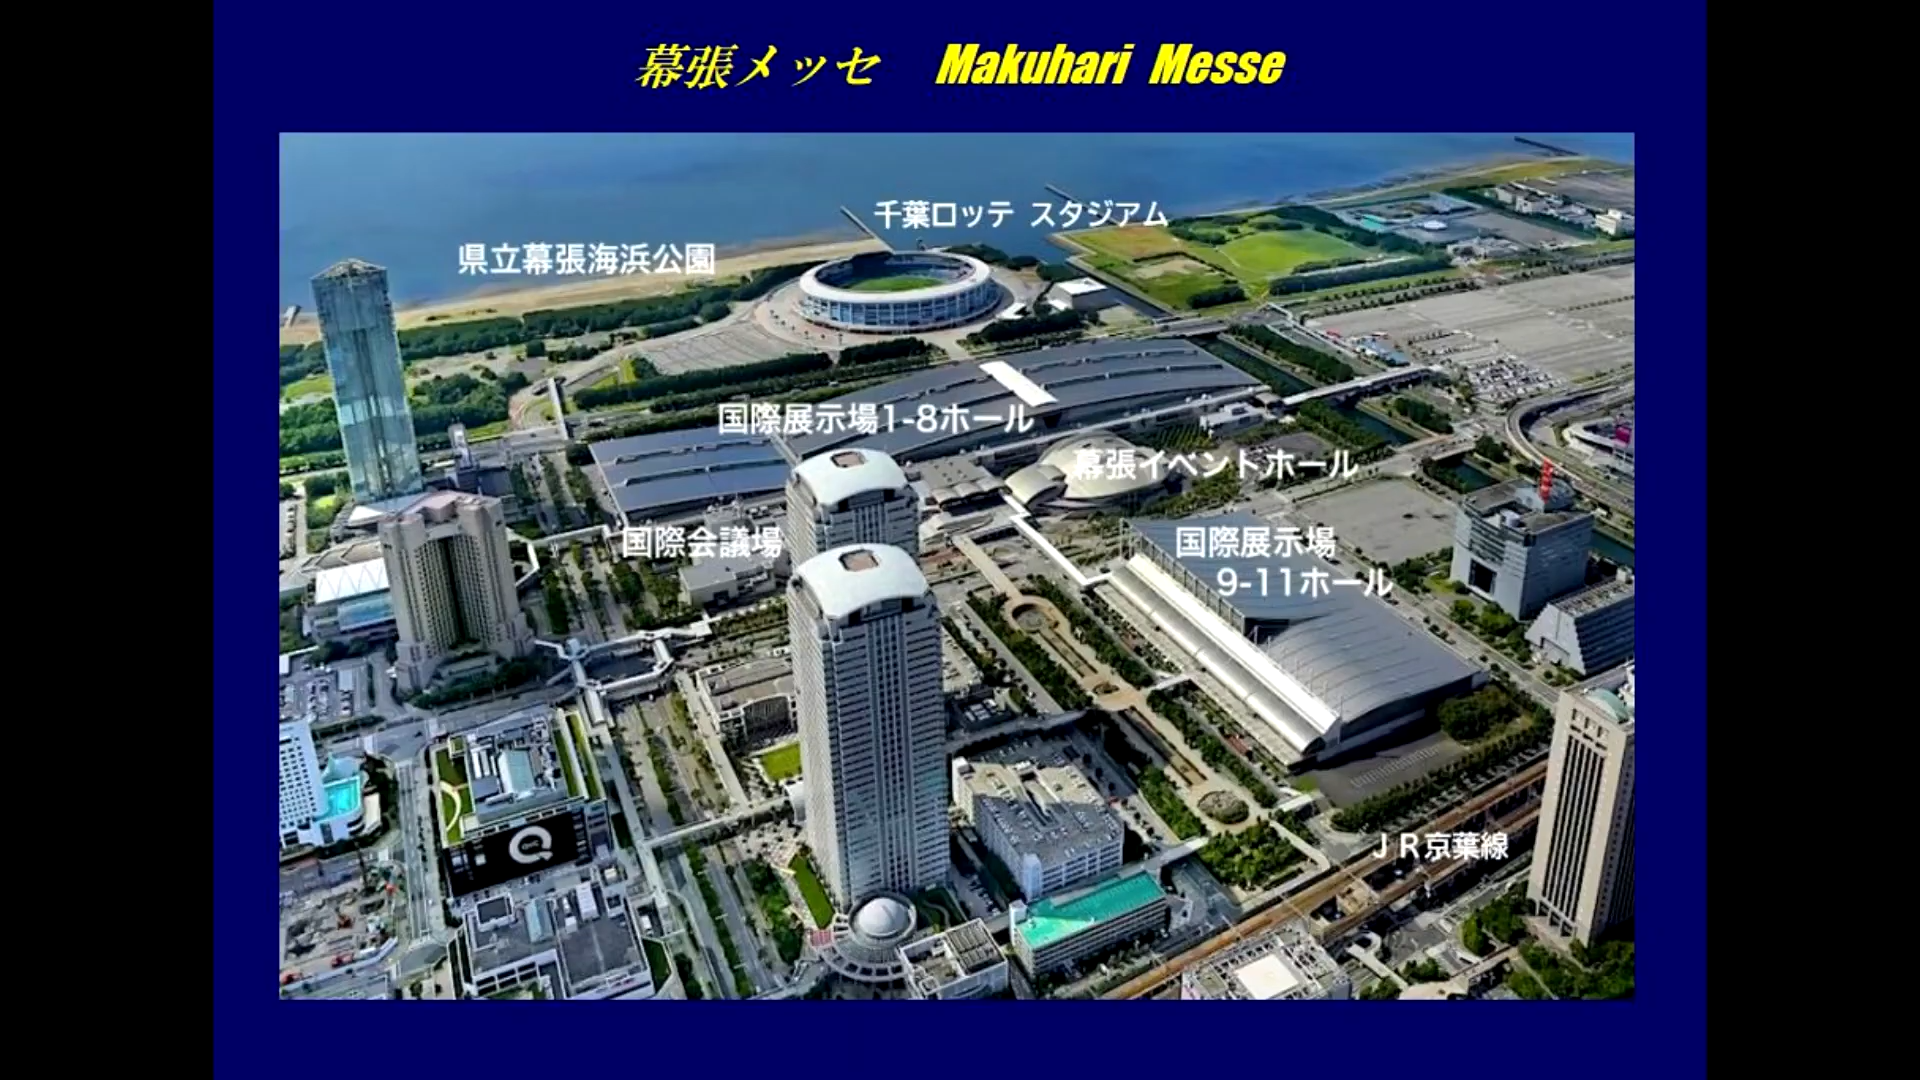 幕張メッセ Makuhari Messe
千葉ロッテ スタジアム
県立幕張海浜公園
国際展示場1-8ホール
幕張イベントホール
国際会議場
国際展示場
9-11ホール
ＪＲ京葉線